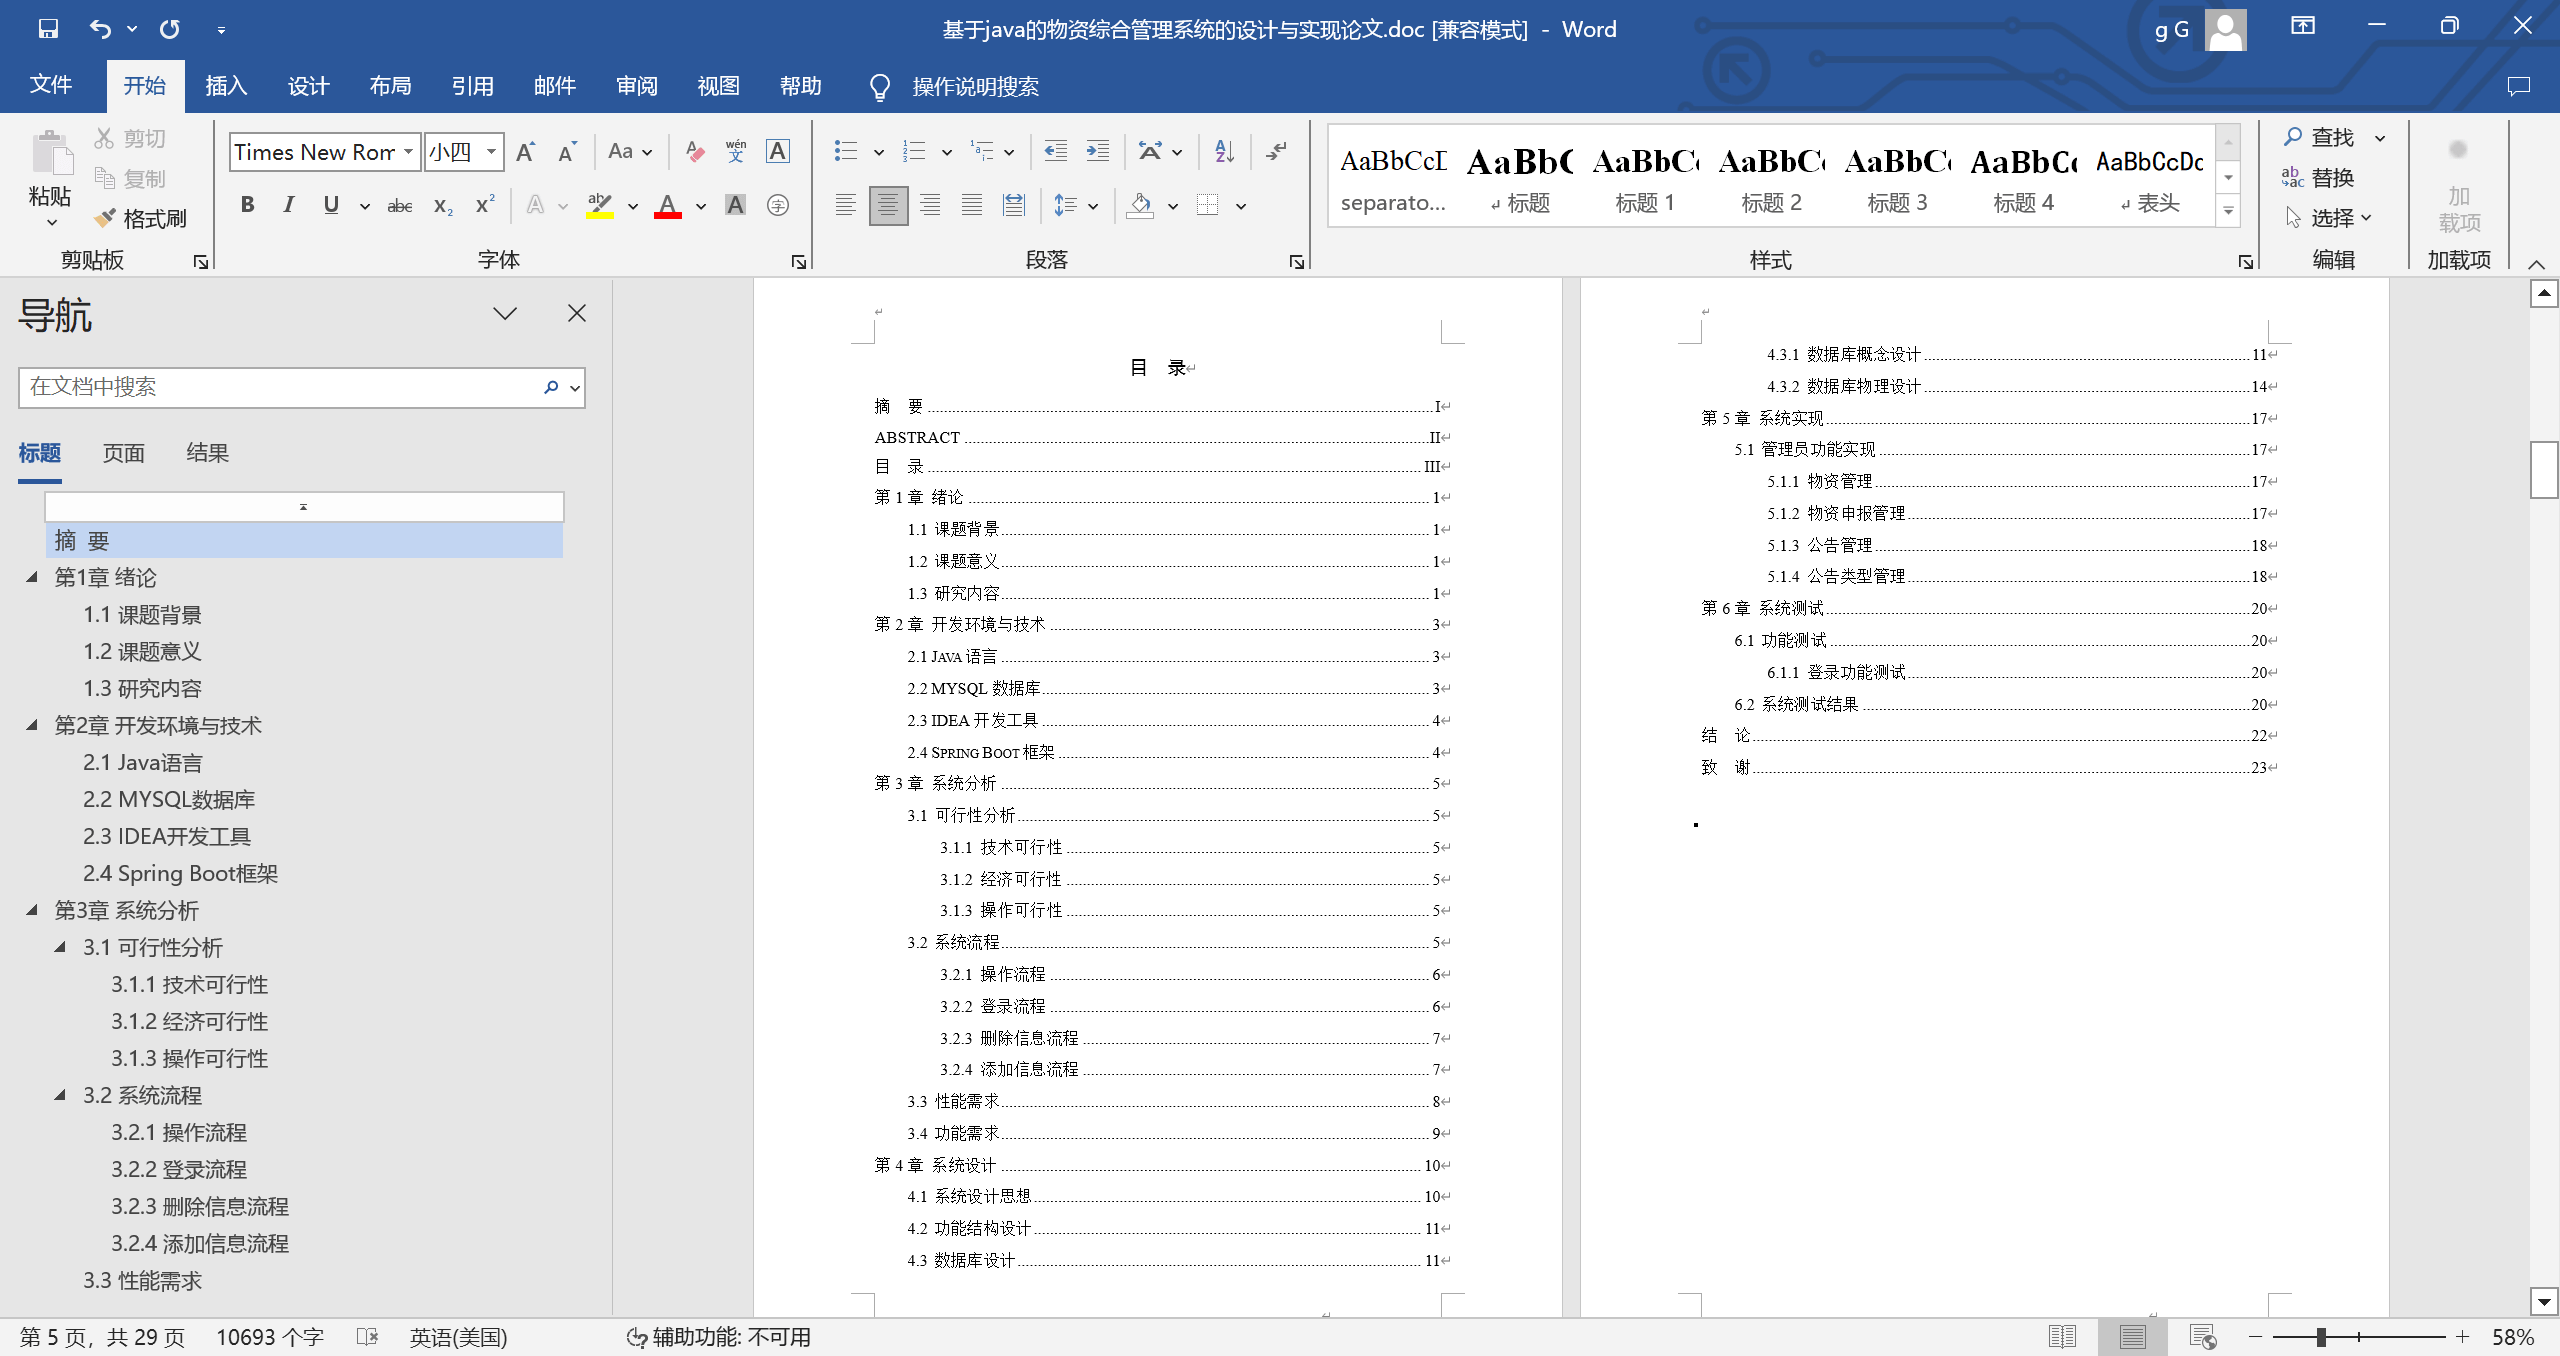 基于java的物资综合管理系统的设计与实现论文.doc [兼容模式] - Word
g G
文件 开始 插入 设计 布局 引用 邮件 审阅 视图 帮助 操作说明搜索
粘贴
剪切
复制
格式刷
剪贴板
Times New Ror 小四
字体
段落
AaBbCcD separato...
AaBbC 标题
AaBbCc 标题 1
AaBbCc 标题 2
AaBbCc 标题 3
AaBbCc 标题 4
AaBbCcDc 表头
样式
查找
替换
选择
编辑
加载项
加载项
导航
在文档中搜索
标题 页面 结果
摘 要
第1章 绪论
1.1 课题背景
1.2 课题意义
1.3 研究内容
第2章 开发环境与技术
2.1 Java语言
2.2 MYSQL数据库
2.3 IDEA开发工具
2.4 Spring Boot框架
第3章 系统分析
3.1 可行性分析
3.1.1 技术可行性
3.1.2 经济可行性
3.1.3 操作可行性
3.2 系统流程
3.2.1 操作流程
3.2.2 登录流程
3.2.3 删除信息流程
3.2.4 添加信息流程
3.3 性能需求
目 录
摘 要 I
ABSTRACT II
目 录 III
第 1 章 绪论 1
1.1 课题背景 1
1.2 课题意义 1
1.3 研究内容 1
第 2 章 开发环境与技术 3
2.1 JAVA 语言 3
2.2 MYSQL 数据库 3
2.3 IDEA 开发工具 4
2.4 SPRING BOOT 框架 4
第 3 章 系统分析 5
3.1 可行性分析 5
3.1.1 技术可行性 5
3.1.2 经济可行性 5
3.1.3 操作可行性 5
3.2 系统流程 5
3.2.1 操作流程 6
3.2.2 登录流程 6
3.2.3 删除信息流程 7
3.2.4 添加信息流程 7
3.3 性能需求 8
3.4 功能需求 9
第 4 章 系统设计 10
4.1 系统设计思想 10
4.2 功能结构设计 11
4.3 数据库设计 11
4.3.1 数据库概念设计 11
4.3.2 数据库物理设计 14
第 5 章 系统实现 17
5.1 管理员功能实现 17
5.1.1 物资管理 17
5.1.2 物资申报管理 17
5.1.3 公告管理 18
5.1.4 公告类型管理 18
第 6 章 系统测试 20
6.1 功能测试 20
6.1.1 登录功能测试 20
6.2 系统测试结果 20
结 论 22
致 谢 23
第 5 页，共 29 页 10693 个字 英语(美国) 辅助功能: 不可用 58%